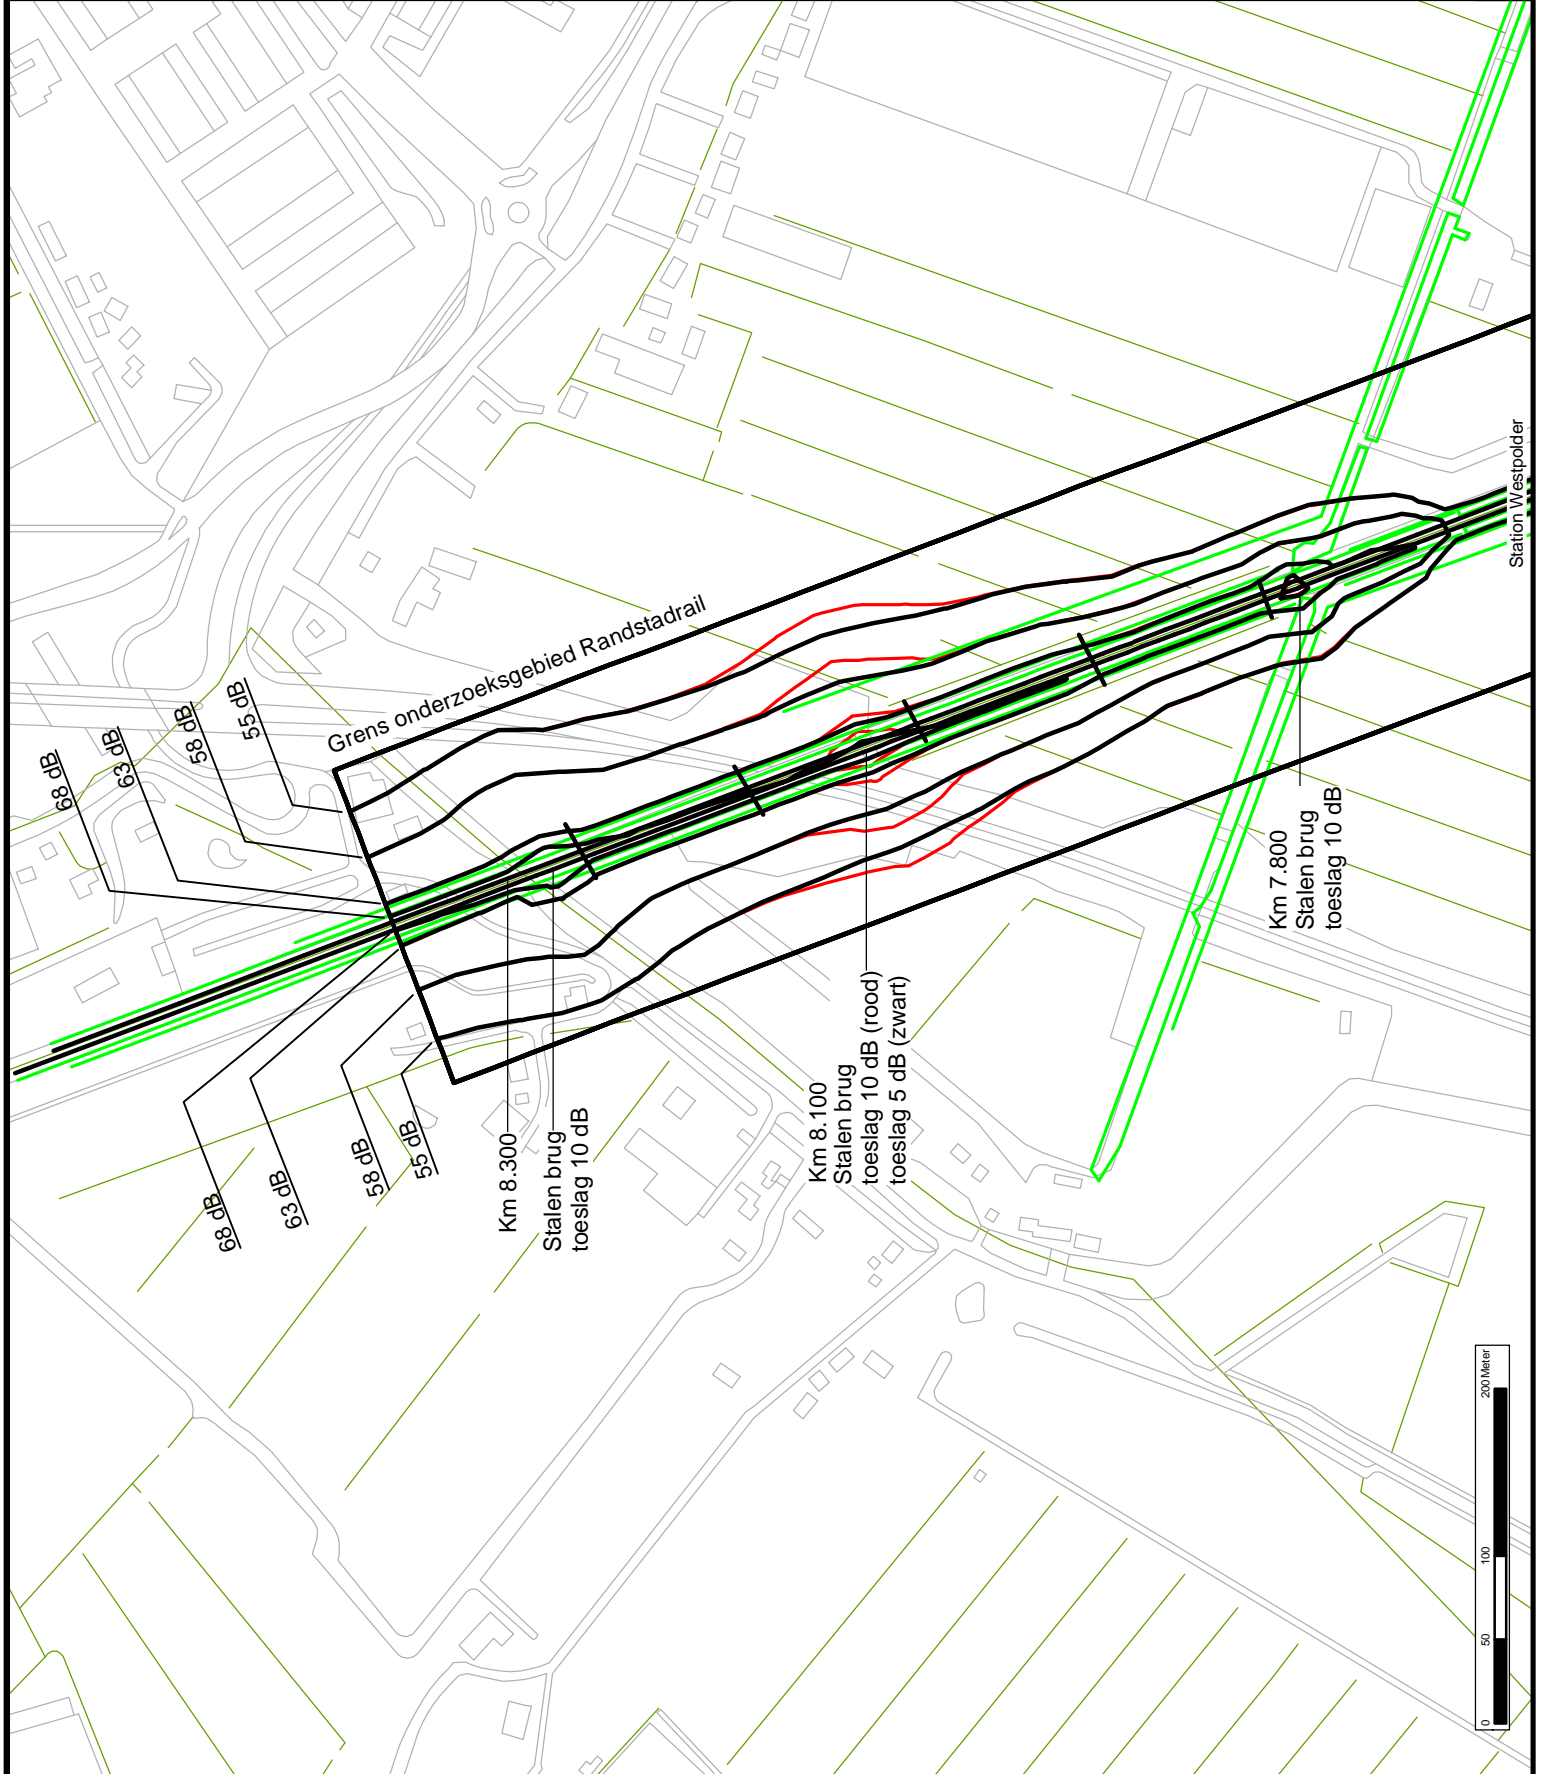 68 dB
63 dB
58 dB
55 dB
Grens onderzoeksgebied Randstadrail
68 dB
63 dB
58 dB
55 dB
Km 8.300
Stalen brug
toeslag 10 dB
Km 8.100
Stalen brug
toeslag 10 dB (rood)
toeslag 5 dB (zwart)
Km 7.800
Stalen brug
toeslag 10 dB
Station Westpolder
0 50 100 200 Meter